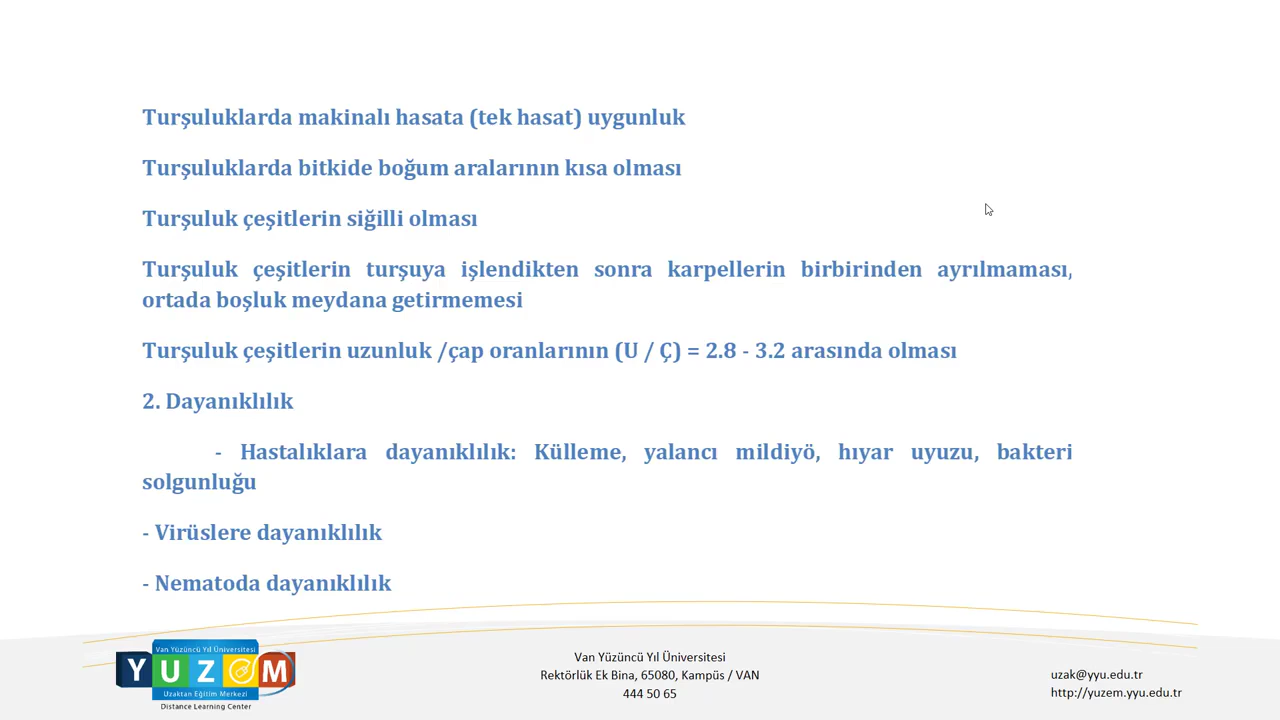 Turşuluklarda makinalı hasata (tek hasat) uygunluk
Turşuluklarda bitkide boğum aralarının kısa olması
Turşuluk çeşitlerin siğilli olması
Turşuluk çeşitlerin turşuya işlendikten sonra karpellerin birbirinden ayrılmaması,
ortada boşluk meydana getirmemesi
Turşuluk çeşitlerin uzunluk /çap oranlarının (U / Ç) = 2.8 - 3.2 arasında olması
2. Dayanıklılık
- Hastalıklara dayanıklılık: Külleme, yalancı mildiyö, hıyar uyuzu, bakteri
solgunluğu
- Virüslere dayanıklılık
- Nematoda dayanıklılık
Van Yüzüncü Yıl Üniversitesi
YUZEM
Uzaktan Eğitim Merkezi
Distance Learning Center
Van Yüzüncü Yıl Üniversitesi
Rektörlük Ek Bina, 65080, Kampüs / VAN
444 50 65
uzak@yyu.edu.tr
http://yuzem.yyu.edu.tr